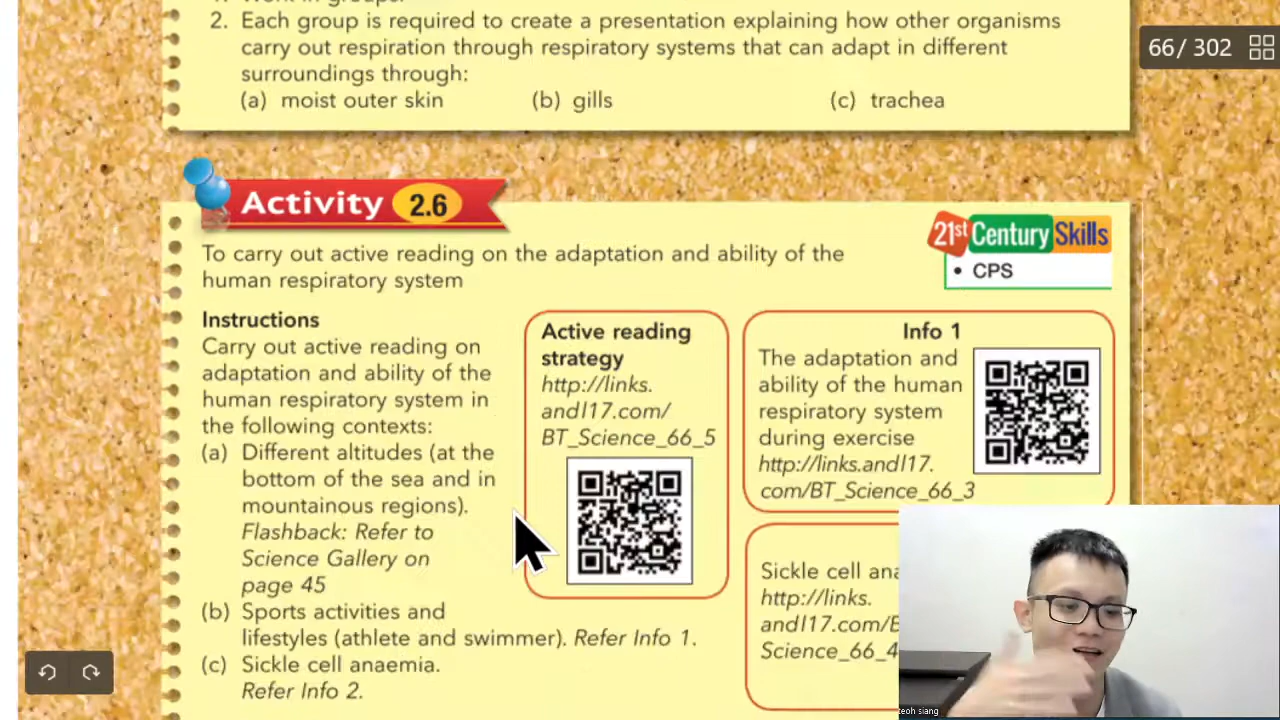 2. Each group is required to create a presentation explaining how other organisms
carry out respiration through respiratory systems that can adapt in different
surroundings through:
(a) moist outer skin (b) gills (c) trachea
66/ 302
Activity 2.6
21st Century Skills
• CPS
To carry out active reading on the adaptation and ability of the
human respiratory system
Instructions
Carry out active reading on
adaptation and ability of the
human respiratory system in
the following contexts:
(a) Different altitudes (at the
bottom of the sea and in
mountainous regions).
Flashback: Refer to
Science Gallery on
page 45
(b) Sports activities and
lifestyles (athlete and swimmer). Refer Info 1.
(c) Sickle cell anaemia.
Refer Info 2.
Active reading
strategy
http://links.
andl17.com/
BT_Science_66_5
Info 1
The adaptation and
ability of the human
respiratory system
during exercise
http://links.andl17.
com/BT_Science_66_3
Sickle cell
http://links.
andl17.com/
Science_66_4
teoh siang